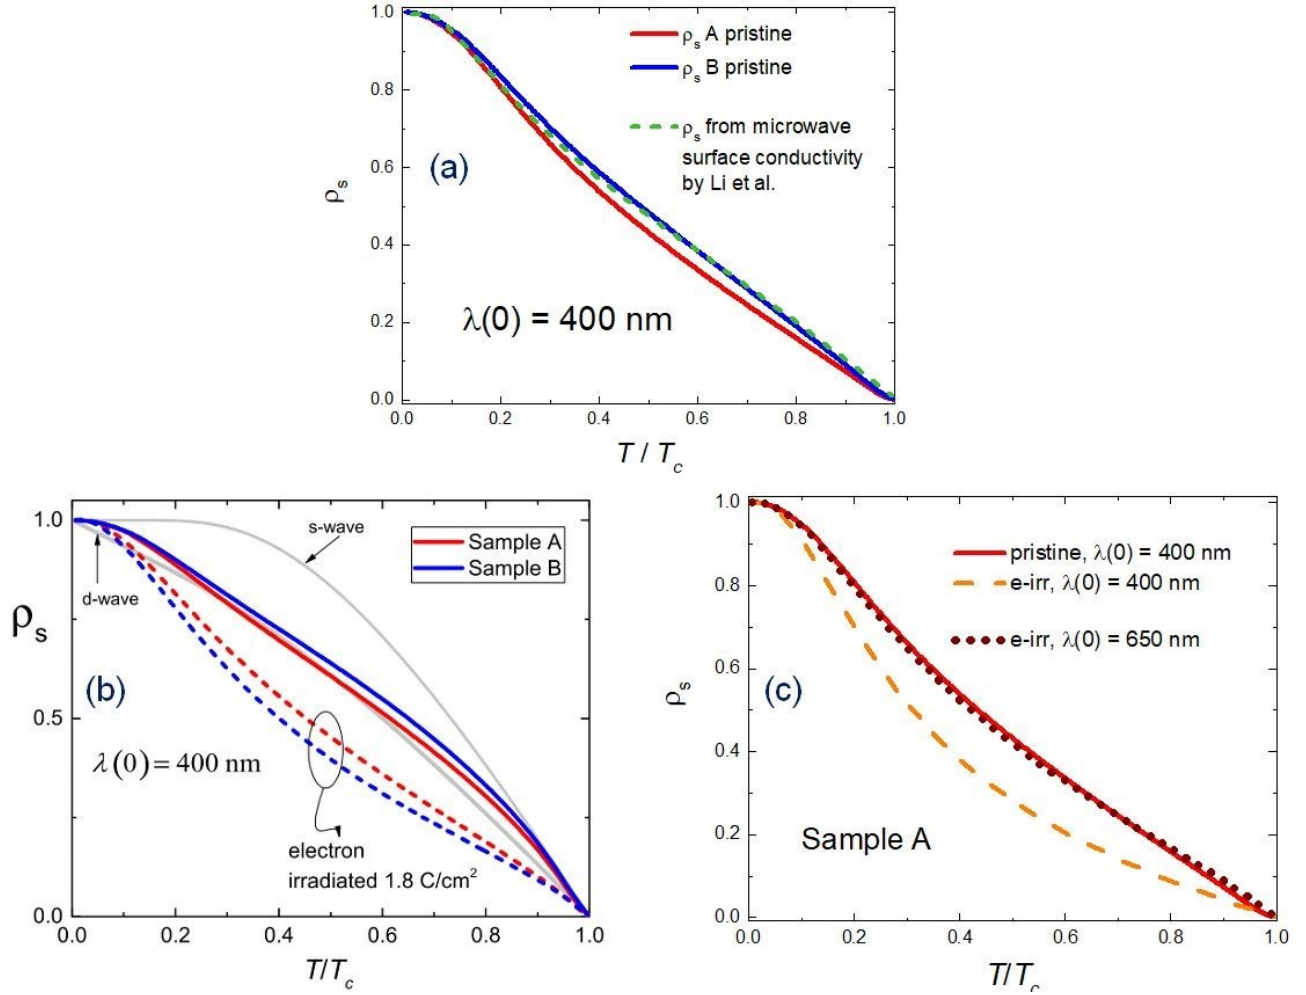 1.0
0.8
0.6
0.4
0.2
0.0
ρs
(a)
ρs A pristine
ρs B pristine
ρs from microwave
surface conductivity
by Li et al.
λ(0) = 400 nm
0.0 0.2 0.4 0.6 0.8 1.0
T / Tc
1.0
0.5
0.0
ρs
s-wave
d-wave
Sample A
Sample B
(b)
λ(0) = 400 nm
electron
irradiated 1.8 C/cm²
0.0 0.2 0.4 0.6 0.8 1.0
T/Tc
1.0
0.8
0.6
0.4
0.2
0.0
ρs
pristine, λ(0) = 400 nm
e-irr, λ(0) = 400 nm
e-irr, λ(0) = 650 nm
(c)
Sample A
0.0 0.2 0.4 0.6 0.8 1.0
T/Tc